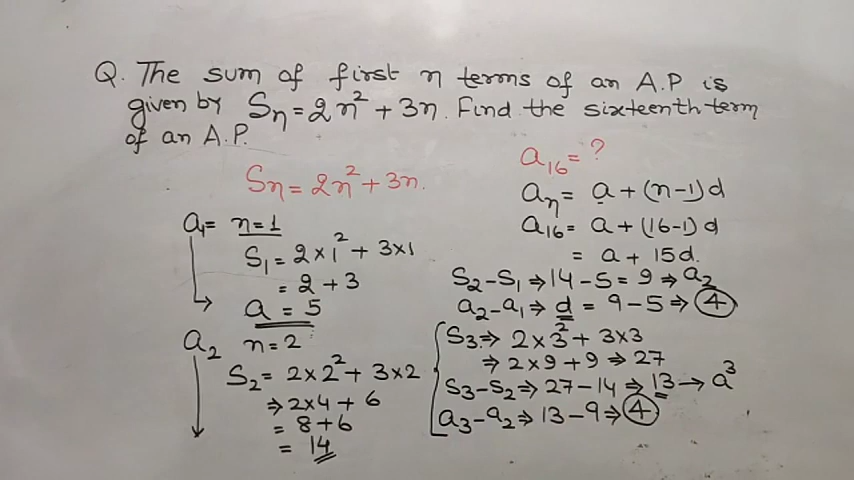 Q. The sum of first n terms of an A.P is
given by Sn = 2n² + 3n. Find the sixteenth term
of an A.P.
Sn = 2n² + 3n.
a₁ = n=1
S₁ = 2×1² + 3×1
= 2 + 3
a = 5
a₂ n=2
S₂ = 2×2² + 3×2
⇒ 2×4 + 6
= 8+6
= 14
a₁₆ = ?
an = a + (n-1)d
a₁₆ = a + (16-1)d
= a + 15d.
S₂-S₁ ⇒ 14-5 = 9 ⇒ a₂
a₂-a₁ ⇒ d = 9-5 ⇒ 4
S₃ ⇒ 2×3² + 3×3
⇒ 2×9+9 ⇒ 27
S₃-S₂ ⇒ 27-14 ⇒ 13 → a³
a₃-a₂ ⇒ 13-9 ⇒ 4